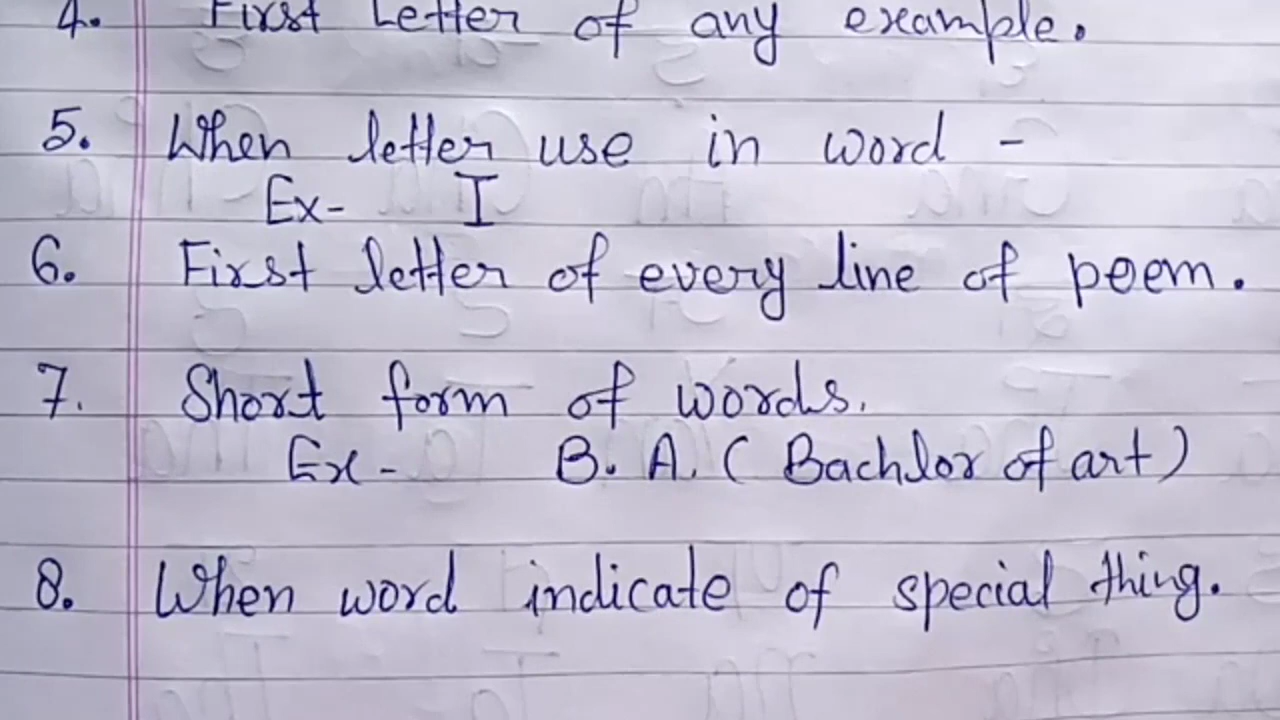 4. First Letter of any example.
5. When letter use in word -
Ex- I
6. First letter of every line of poem.
7. Short form of words.
Ex - B. A. ( Bachlor of art )
8. When word indicate of special thing.